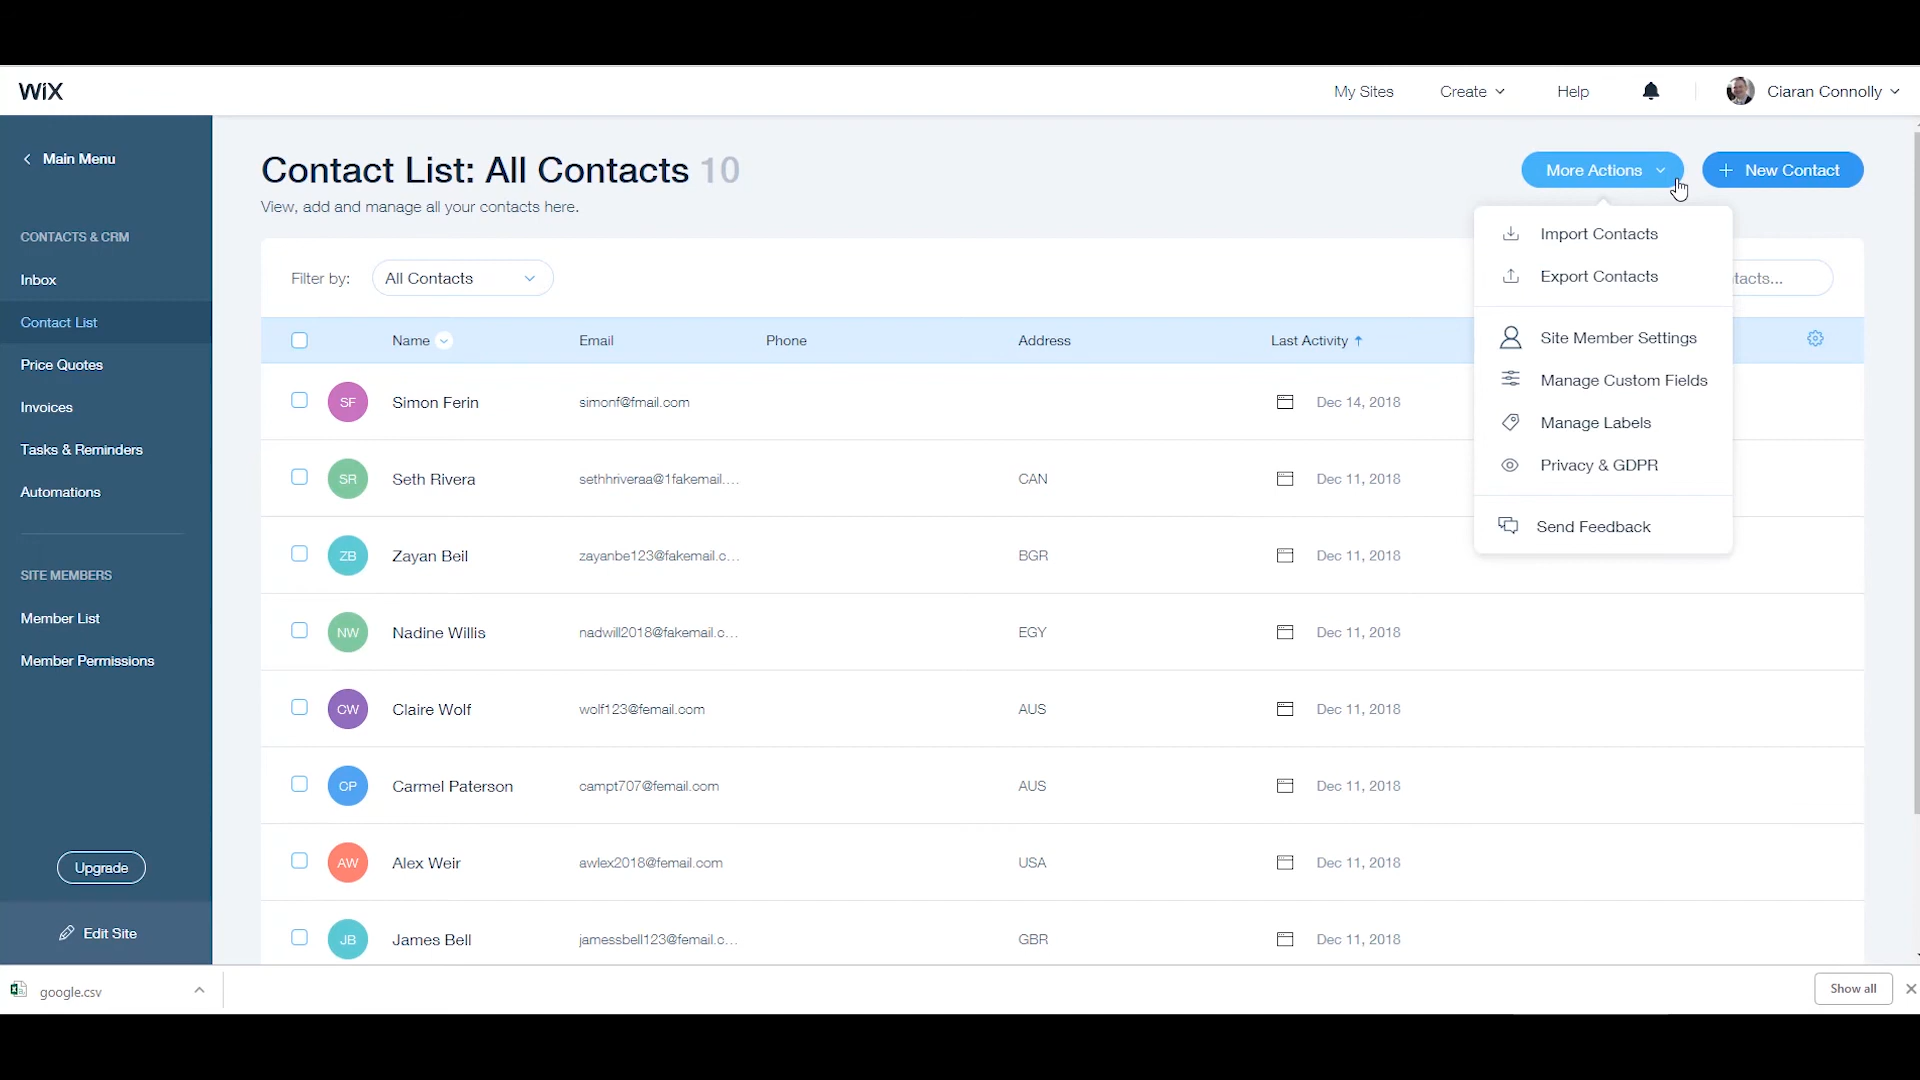 WiX
My Sites
Create
Help
Ciaran Connolly
Main Menu
CONTACTS & CRM
Inbox
Contact List
Price Quotes
Invoices
Tasks & Reminders
Automations
SITE MEMBERS
Member List
Member Permissions
Upgrade
Edit Site
Contact List: All Contacts 10
View, add and manage all your contacts here.
More Actions
+ New Contact
Import Contacts
Export Contacts
Site Member Settings
Manage Custom Fields
Manage Labels
Privacy & GDPR
Send Feedback
Filter by: All Contacts
tacts...
Name Email Phone Address Last Activity
SF Simon Ferin simonf@fmail.com Dec 14, 2018
SR Seth Rivera sethhriveraa@1fakemail.... CAN Dec 11, 2018
ZB Zayan Beil zayanbe123@fakemail.c... BGR Dec 11, 2018
NW Nadine Willis nadwill2018@fakemail.c... EGY Dec 11, 2018
CW Claire Wolf wolf123@femail.com AUS Dec 11, 2018
CP Carmel Paterson campt707@femail.com AUS Dec 11, 2018
AW Alex Weir awlex2018@femail.com USA Dec 11, 2018
JB James Bell jamessbell123@femail.c... GBR Dec 11, 2018
google.csv
Show all